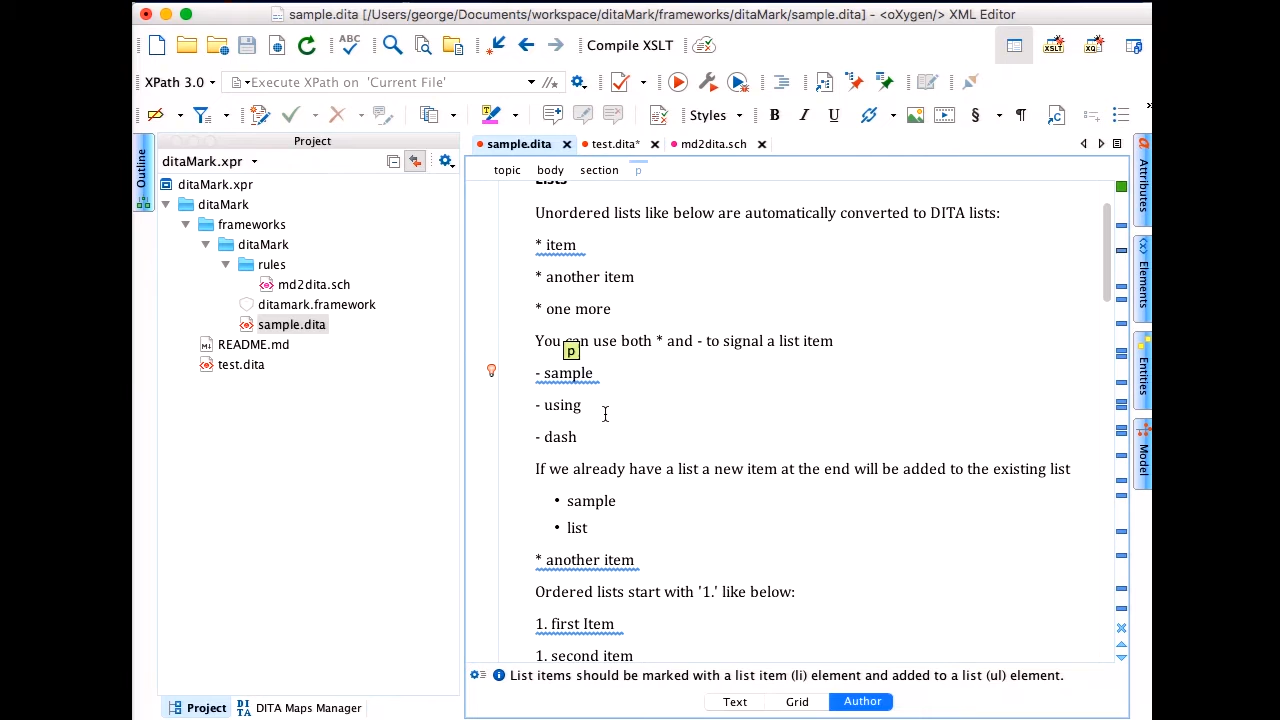 sample.dita [/Users/george/Documents/workspace/ditaMark/frameworks/ditaMark/sample.dita] - <oXygen/> XML Editor
ABC
Compile XSLT
XSLT
XQ
XPath 3.0
Execute XPath on 'Current File'
Styles
B
I
U
§
¶
Outline
Project
ditaMark.xpr
ditaMark.xpr
ditaMark
frameworks
ditaMark
rules
md2dita.sch
ditamark.framework
sample.dita
README.md
test.dita
Project
DITA Maps Manager
sample.dita
test.dita*
md2dita.sch
topic body section p
Lists
Unordered lists like below are automatically converted to DITA lists:
* item
* another item
* one more
You can use both * and - to signal a list item
p
- sample
- using
- dash
If we already have a list a new item at the end will be added to the existing list
• sample
• list
* another item
Ordered lists start with '1.' like below:
1. first Item
1. second item
List items should be marked with a list item (li) element and added to a list (ul) element.
Text
Grid
Author
Attributes
Elements
Entities
Model